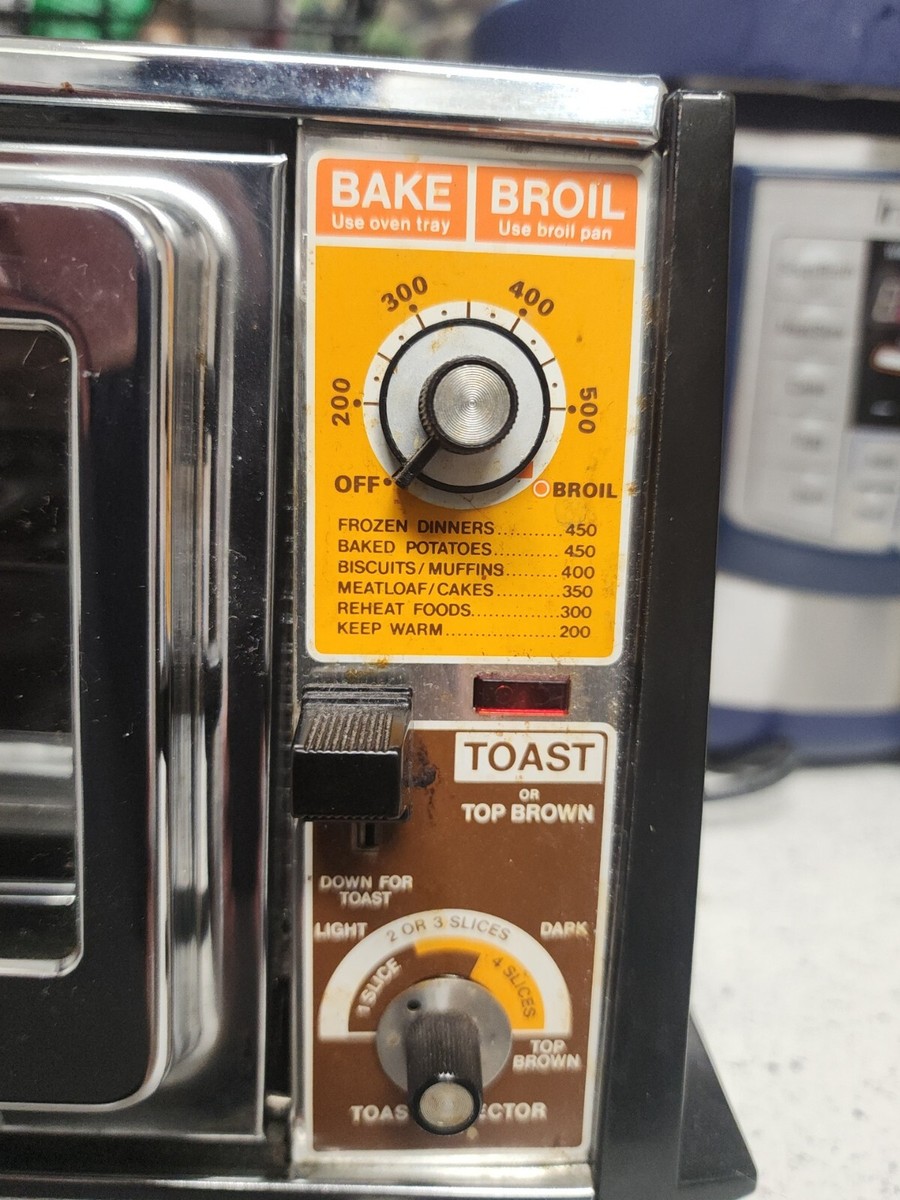 BAKE
Use oven tray
BROIL
Use broil pan
300
400
200
500
OFF
BROIL
FROZEN DINNERS..........450
BAKED POTATOES..........450
BISCUITS/MUFFINS.........400
MEATLOAF/CAKES..........350
REHEAT FOODS.............300
KEEP WARM.................200
TOAST
OR
TOP BROWN
DOWN FOR
TOAST
LIGHT
2 OR 3 SLICES
DARK
1 SLICE
4 SLICES
TOP
BROWN